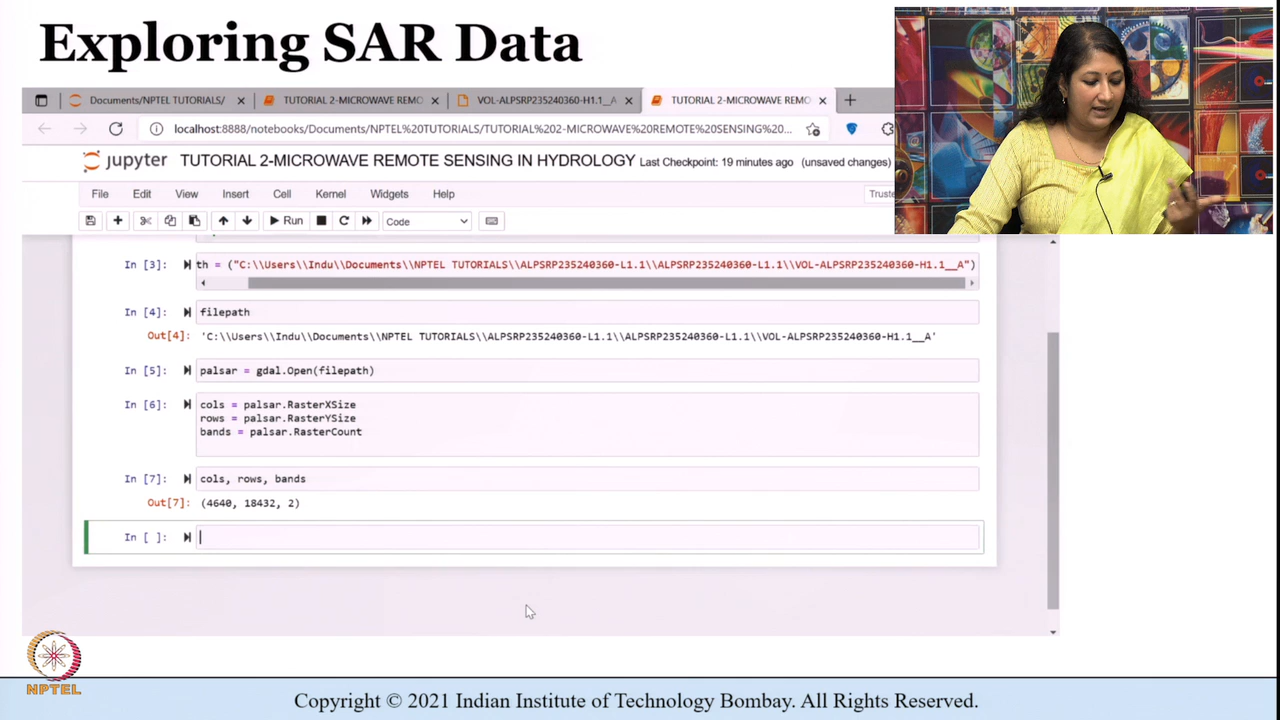 Exploring SAR Data
Documents/NPTEL TUTORIALS/
TUTORIAL 2-MICROWAVE REMO
VOL-ALPSRP235240360-H1.1__A
TUTORIAL 2-MICROWAVE REMO
localhost:8888/notebooks/Documents/NPTEL%20TUTORIALS/TUTORIAL%202-MICROWAVE%20REMOTE%20SENSING%20...
jupyter TUTORIAL 2-MICROWAVE REMOTE SENSING IN HYDROLOGY Last Checkpoint: 19 minutes ago (unsaved changes)
File Edit View Insert Cell Kernel Widgets Help Truste
Run Code
In [3]: th = ("C:\\Users\\Indu\\Documents\\NPTEL TUTORIALS\\ALPSRP235240360-L1.1\\ALPSRP235240360-L1.1\\VOL-ALPSRP235240360-H1.1__A")
In [4]: filepath
Out[4]: 'C:\\Users\\Indu\\Documents\\NPTEL TUTORIALS\\ALPSRP235240360-L1.1\\ALPSRP235240360-L1.1\\VOL-ALPSRP235240360-H1.1__A'
In [5]: palsar = gdal.Open(filepath)
In [6]: cols = palsar.RasterXSize
rows = palsar.RasterYSize
bands = palsar.RasterCount
In [7]: cols, rows, bands
Out[7]: (4640, 18432, 2)
In [ ]:
NPTEL
Copyright © 2021 Indian Institute of Technology Bombay. All Rights Reserved.